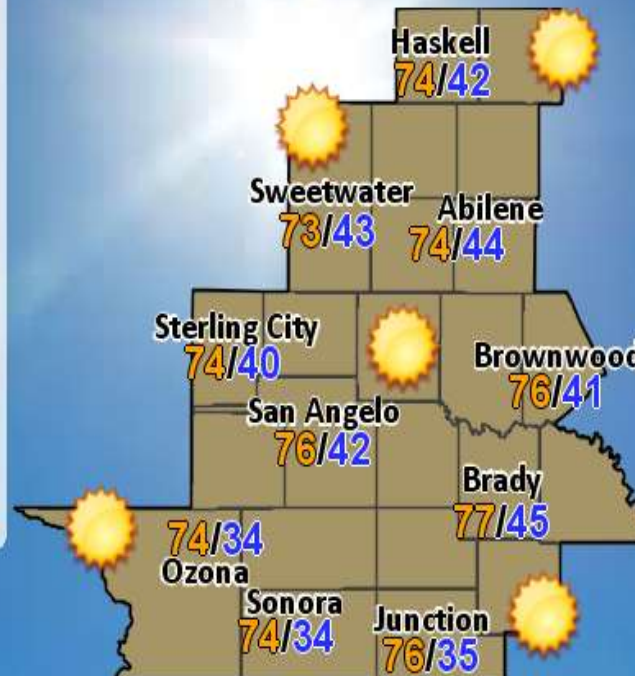 Haskell
74/42
Sweetwater
73/43
Abilene
74/44
Sterling City
74/40
Brownwood
76/41
San Angelo
76/42
Brady
77/45
74/34
Ozona
Sonora
74/34
Junction
76/35